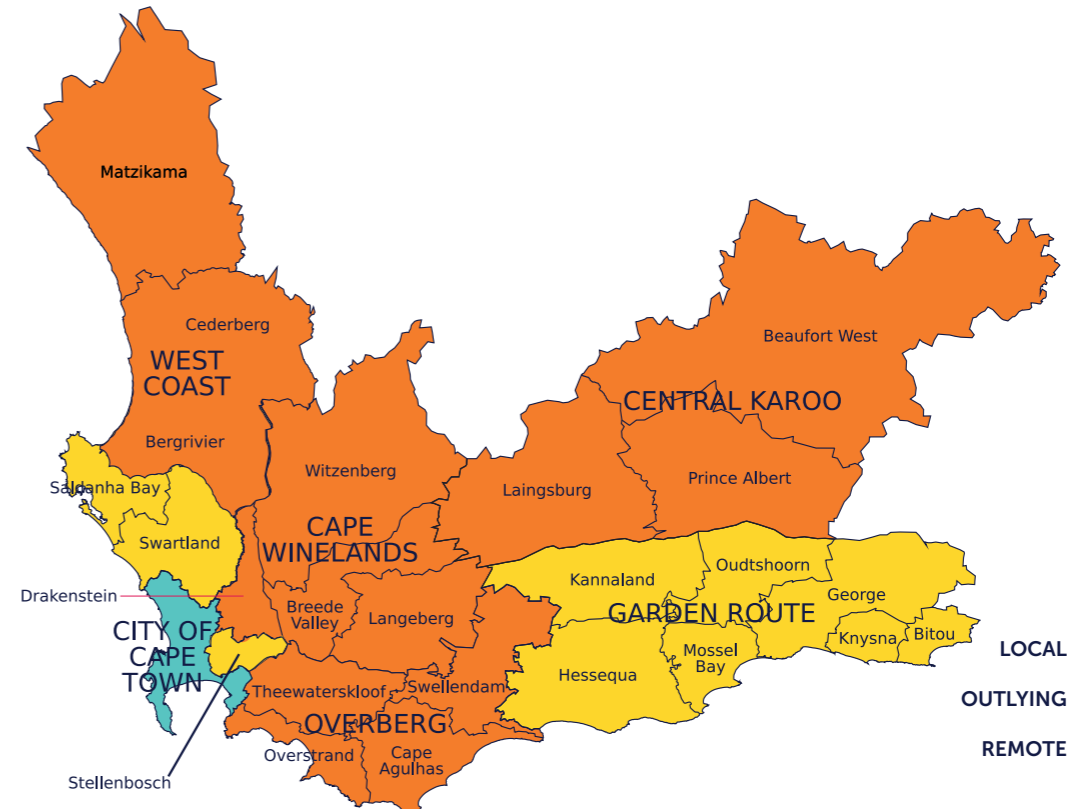 Matzikama
Cederberg
WEST
COAST
Beaufort West
CENTRAL KAROO
Bergrivier
Witzenberg
Prince Albert
Saldanha Bay
Laingsburg
CAPE
WINELANDS
Swartland
Oudtshoorn
Kannaland
Drakenstein
George
Breede
Valley
Langeberg
GARDEN ROUTE
CITY OF
CAPE
TOWN
Knysna
Bitou
Mossel
Bay
LOCAL
Hessequa
Theewaterskloof
Swellendam
OUTLYING
OVERBERG
Overstrand
Cape
Agulhas
REMOTE
Stellenbosch